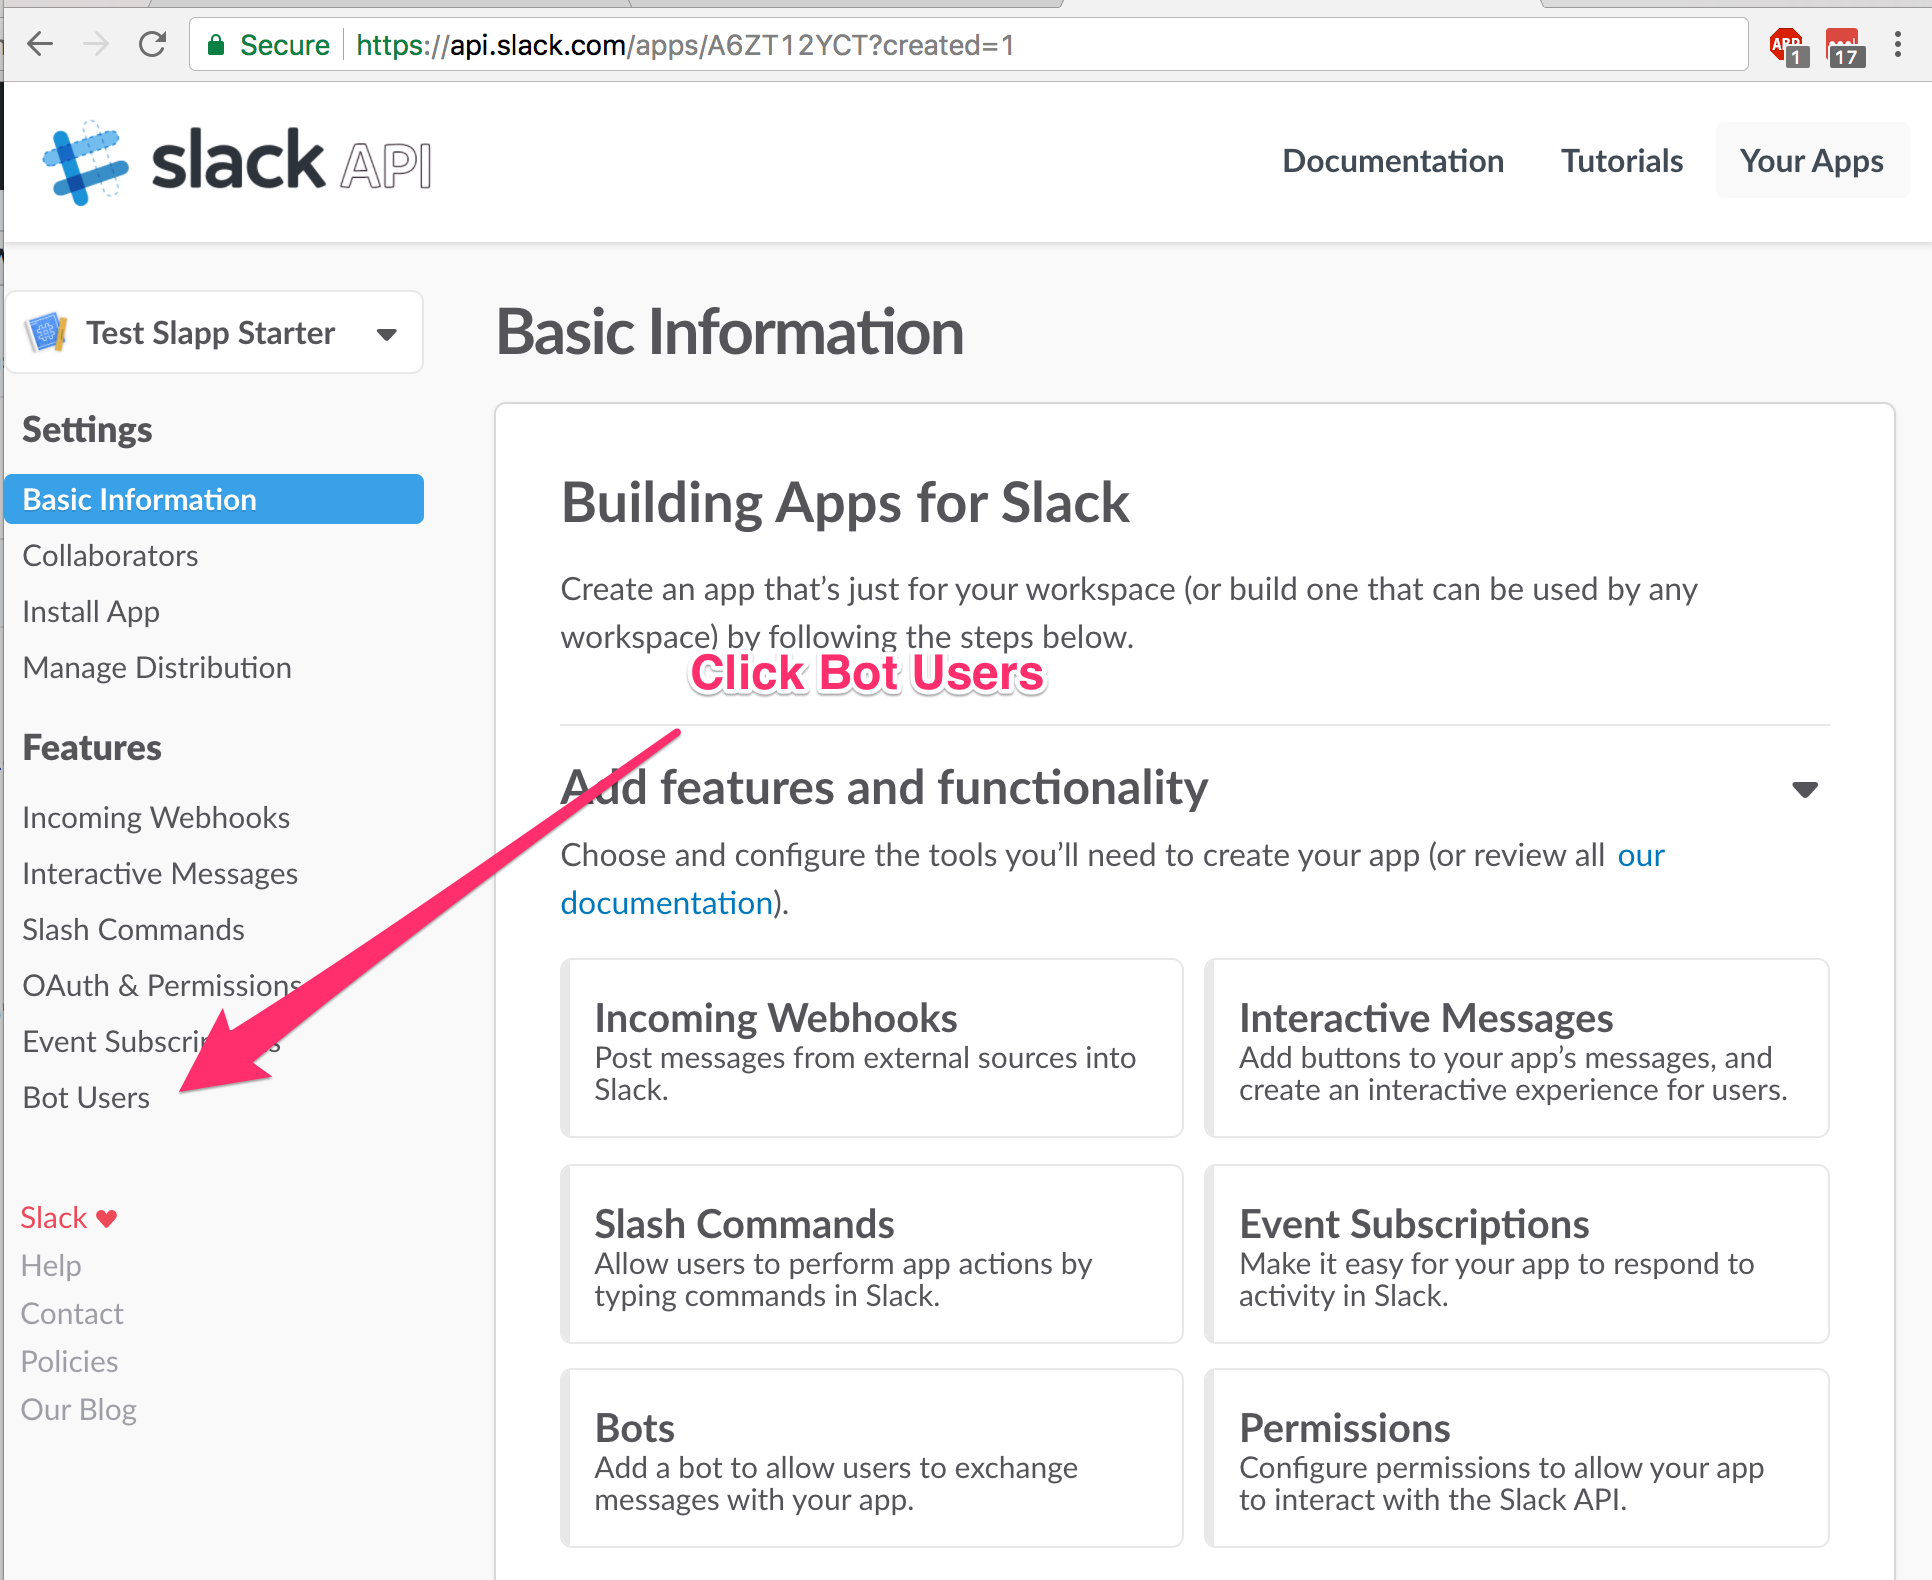 Secure https://api.slack.com/apps/A6ZT12YCT?created=1
ABP 1 17
slack API
Documentation Tutorials Your Apps
Test Slapp Starter
Basic Information
Settings
Basic Information
Collaborators
Install App
Manage Distribution
Features
Incoming Webhooks
Interactive Messages
Slash Commands
OAuth & Permissions
Event Subscriptions
Bot Users
Slack ♥
Help
Contact
Policies
Our Blog
Building Apps for Slack
Create an app that’s just for your workspace (or build one that can be used by any
workspace) by following the steps below.
Click Bot Users
Add features and functionality
Choose and configure the tools you’ll need to create your app (or review all our
documentation).
Incoming Webhooks
Post messages from external sources into
Slack.
Interactive Messages
Add buttons to your app’s messages, and
create an interactive experience for users.
Slash Commands
Allow users to perform app actions by
typing commands in Slack.
Event Subscriptions
Make it easy for your app to respond to
activity in Slack.
Bots
Add a bot to allow users to exchange
messages with your app.
Permissions
Configure permissions to allow your app
to interact with the Slack API.